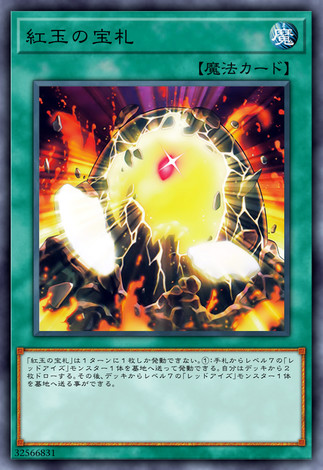 紅玉の宝札
魔
【魔法カード】
「紅玉の宝札」は１ターンに１枚しか発動できない。①：手札からレベル７の「レ
ッドアイズ」モンスター１体を墓地へ送って発動できる。自分はデッキから２
枚ドローする。その後、デッキからレベル７の「レッドアイズ」モンスター１体
を墓地へ送る事ができる。
32566831